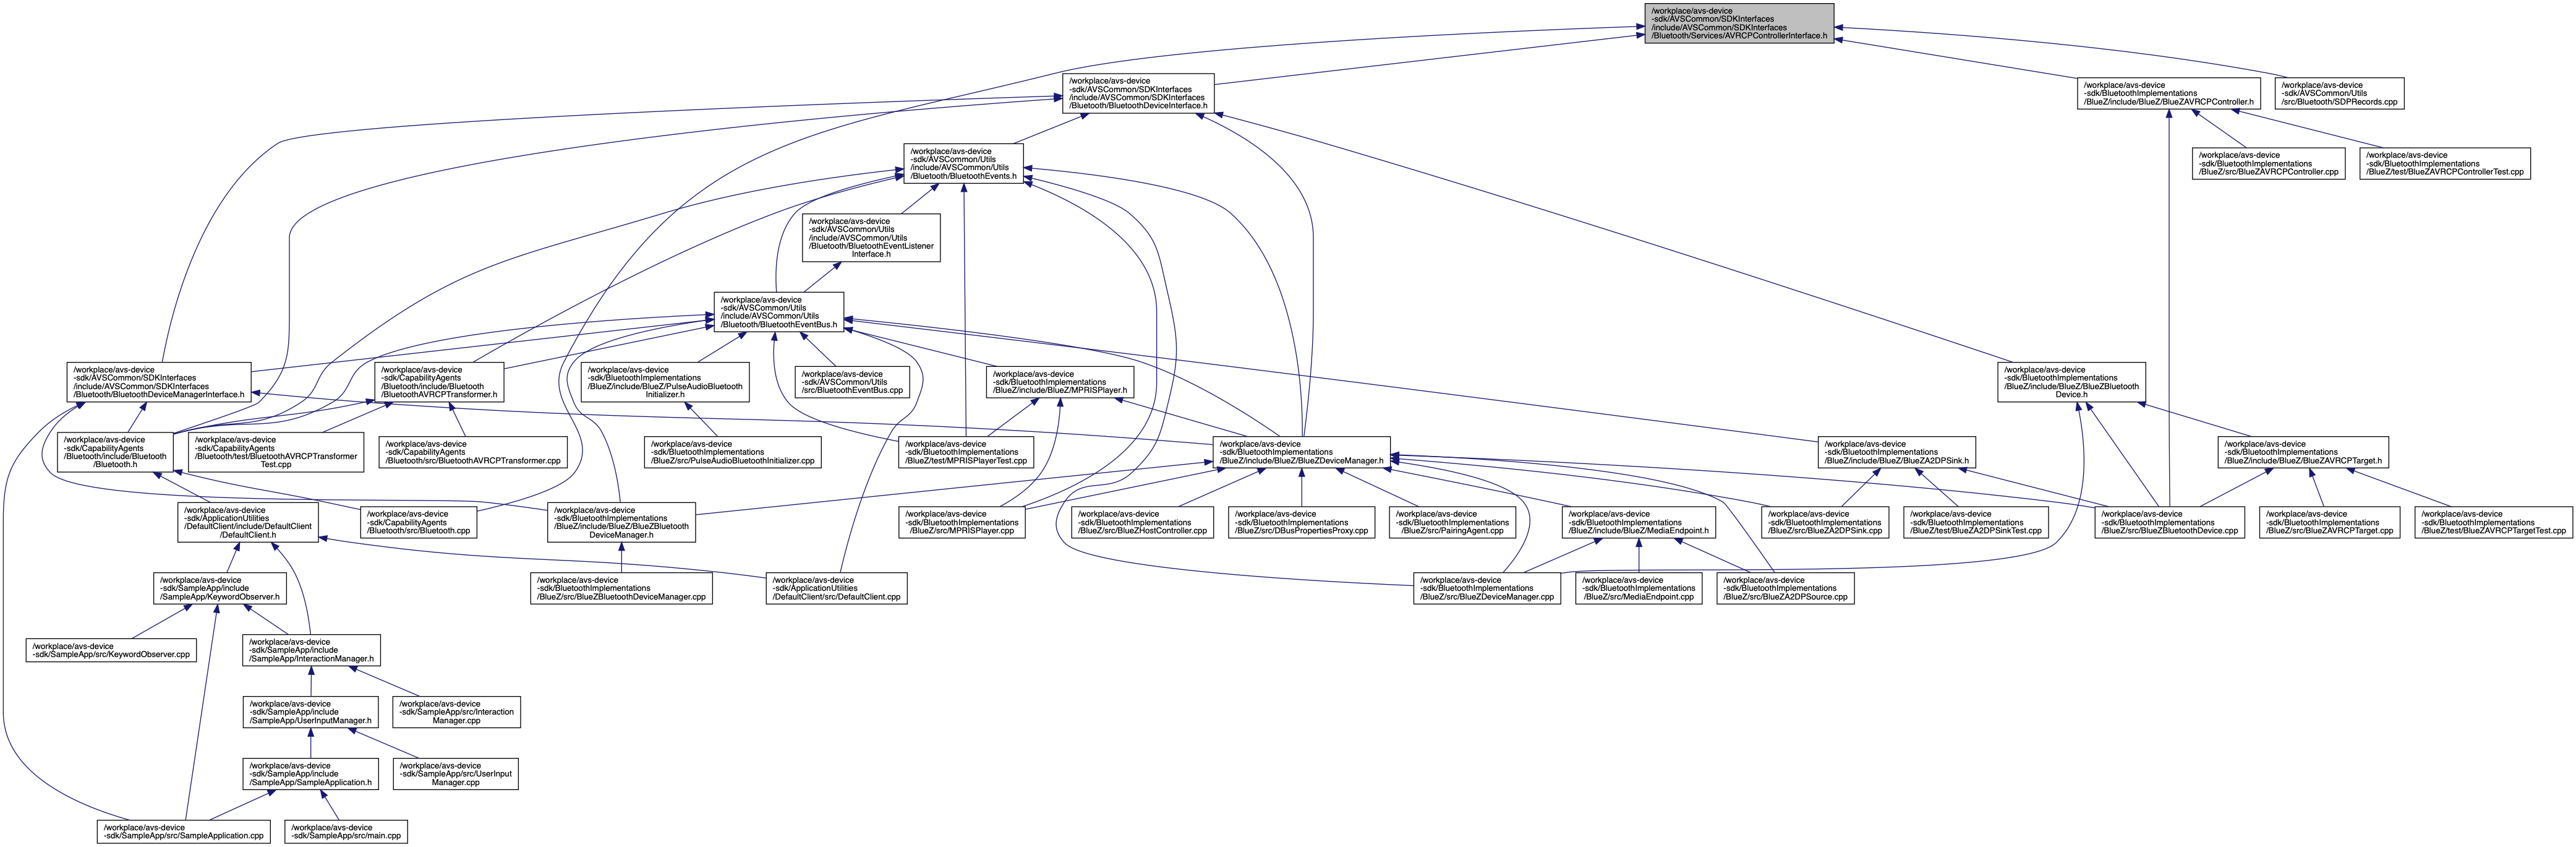 /workplace/avs-device
-sdk/AVSCommon/SDKInterfaces
/include/AVSCommon/SDKInterfaces
/Bluetooth/Services/AVRCPControllerInterface.h
/workplace/avs-device
-sdk/AVSCommon/SDKInterfaces
/include/AVSCommon/SDKInterfaces
/Bluetooth/BluetoothDeviceInterface.h
/workplace/avs-device
-sdk/BluetoothImplementations
/BlueZ/include/BlueZ/BlueZAVRCPController.h
/workplace/avs-device
-sdk/AVSCommon/Utils
/src/Bluetooth/SDPRecords.cpp
/workplace/avs-device
-sdk/AVSCommon/Utils
/include/AVSCommon/Utils
/Bluetooth/BluetoothEvents.h
/workplace/avs-device
-sdk/BluetoothImplementations
/BlueZ/src/BlueZAVRCPController.cpp
/workplace/avs-device
-sdk/BluetoothImplementations
/BlueZ/test/BlueZAVRCPControllerTest.cpp
/workplace/avs-device
-sdk/AVSCommon/Utils
/include/AVSCommon/Utils
/Bluetooth/BluetoothEventListener
Interface.h
/workplace/avs-device
-sdk/AVSCommon/Utils
/include/AVSCommon/Utils
/Bluetooth/BluetoothEventBus.h
/workplace/avs-device
-sdk/AVSCommon/SDKInterfaces
/include/AVSCommon/SDKInterfaces
/Bluetooth/BluetoothDeviceManagerInterface.h
/workplace/avs-device
-sdk/CapabilityAgents
/Bluetooth/include/Bluetooth
/BluetoothAVRCPTransformer.h
/workplace/avs-device
-sdk/BluetoothImplementations
/BlueZ/include/BlueZ/PulseAudioBluetooth
Initializer.h
/workplace/avs-device
-sdk/AVSCommon/Utils
/src/BluetoothEventBus.cpp
/workplace/avs-device
-sdk/BluetoothImplementations
/BlueZ/include/BlueZ/MPRISPlayer.h
/workplace/avs-device
-sdk/BluetoothImplementations
/BlueZ/include/BlueZ/BlueZBluetooth
Device.h
/workplace/avs-device
-sdk/CapabilityAgents
/Bluetooth/include/Bluetooth
/Bluetooth.h
/workplace/avs-device
-sdk/CapabilityAgents
/Bluetooth/test/BluetoothAVRCPTransformer
Test.cpp
/workplace/avs-device
-sdk/CapabilityAgents
/Bluetooth/src/BluetoothAVRCPTransformer.cpp
/workplace/avs-device
-sdk/BluetoothImplementations
/BlueZ/src/PulseAudioBluetoothInitializer.cpp
/workplace/avs-device
-sdk/BluetoothImplementations
/BlueZ/test/MPRISPlayerTest.cpp
/workplace/avs-device
-sdk/BluetoothImplementations
/BlueZ/include/BlueZ/BlueZDeviceManager.h
/workplace/avs-device
-sdk/BluetoothImplementations
/BlueZ/include/BlueZ/BlueZA2DPSink.h
/workplace/avs-device
-sdk/BluetoothImplementations
/BlueZ/include/BlueZ/BlueZAVRCPTarget.h
/workplace/avs-device
-sdk/ApplicationUtilities
/DefaultClient/include/DefaultClient
/DefaultClient.h
/workplace/avs-device
-sdk/CapabilityAgents
/Bluetooth/src/Bluetooth.cpp
/workplace/avs-device
-sdk/BluetoothImplementations
/BlueZ/include/BlueZ/BlueZBluetooth
DeviceManager.h
/workplace/avs-device
-sdk/BluetoothImplementations
/BlueZ/src/MPRISPlayer.cpp
/workplace/avs-device
-sdk/BluetoothImplementations
/BlueZ/src/BlueZHostController.cpp
/workplace/avs-device
-sdk/BluetoothImplementations
/BlueZ/src/DBusPropertiesProxy.cpp
/workplace/avs-device
-sdk/BluetoothImplementations
/BlueZ/src/PairingAgent.cpp
/workplace/avs-device
-sdk/BluetoothImplementations
/BlueZ/include/BlueZ/MediaEndpoint.h
/workplace/avs-device
-sdk/BluetoothImplementations
/BlueZ/src/BlueZA2DPSink.cpp
/workplace/avs-device
-sdk/BluetoothImplementations
/BlueZ/test/BlueZA2DPSinkTest.cpp
/workplace/avs-device
-sdk/BluetoothImplementations
/BlueZ/src/BlueZBluetoothDevice.cpp
/workplace/avs-device
-sdk/BluetoothImplementations
/BlueZ/src/BlueZAVRCPTarget.cpp
/workplace/avs-device
-sdk/BluetoothImplementations
/BlueZ/test/BlueZAVRCPTargetTest.cpp
/workplace/avs-device
-sdk/SampleApp/include
/SampleApp/KeywordObserver.h
/workplace/avs-device
-sdk/BluetoothImplementations
/BlueZ/src/BlueZBluetoothDeviceManager.cpp
/workplace/avs-device
-sdk/ApplicationUtilities
/DefaultClient/src/DefaultClient.cpp
/workplace/avs-device
-sdk/BluetoothImplementations
/BlueZ/src/BlueZDeviceManager.cpp
/workplace/avs-device
-sdk/BluetoothImplementations
/BlueZ/src/MediaEndpoint.cpp
/workplace/avs-device
-sdk/BluetoothImplementations
/BlueZ/src/BlueZA2DPSource.cpp
/workplace/avs-device
-sdk/SampleApp/src/KeywordObserver.cpp
/workplace/avs-device
-sdk/SampleApp/include
/SampleApp/InteractionManager.h
/workplace/avs-device
-sdk/SampleApp/include
/SampleApp/UserInputManager.h
/workplace/avs-device
-sdk/SampleApp/src/Interaction
Manager.cpp
/workplace/avs-device
-sdk/SampleApp/include
/SampleApp/SampleApplication.h
/workplace/avs-device
-sdk/SampleApp/src/UserInput
Manager.cpp
/workplace/avs-device
-sdk/SampleApp/src/SampleApplication.cpp
/workplace/avs-device
-sdk/SampleApp/src/main.cpp